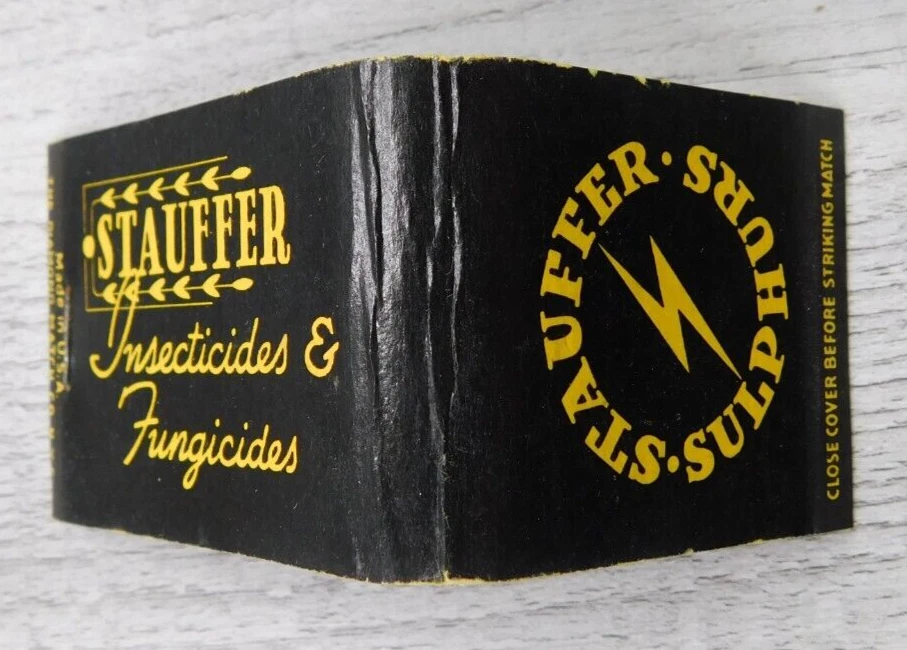 STAUFFER
Insecticides &
Fungicides
Made in U.S.A.
STAUFFER · SULPHURS ·
CLOSE COVER BEFORE STRIKING MATCH